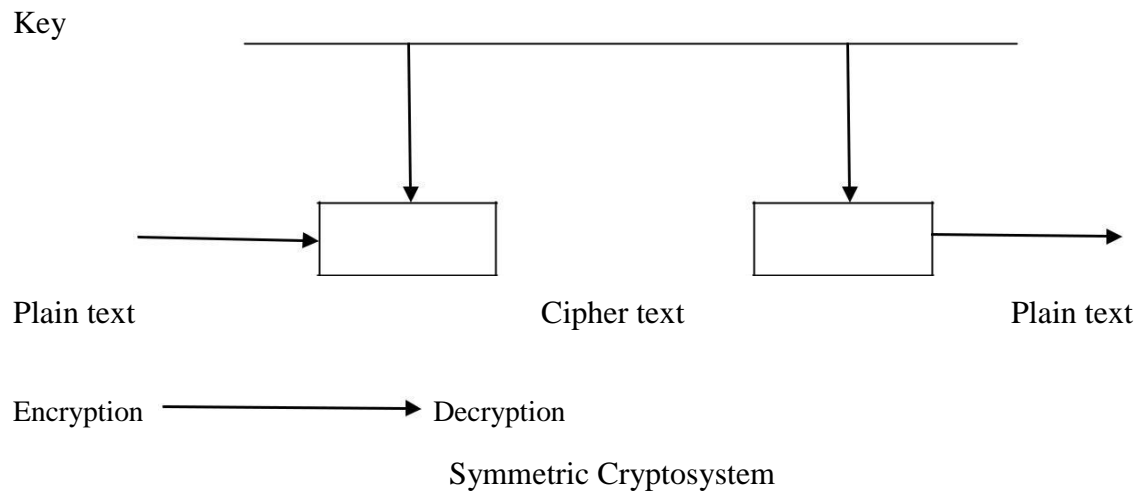 Key
Plain text Cipher text Plain text
Encryption Decryption
Symmetric Cryptosystem